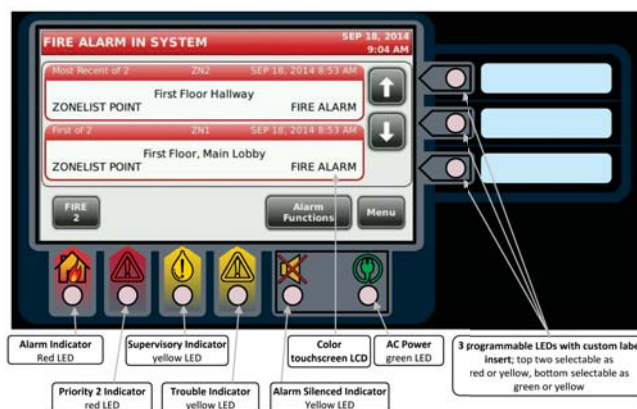 FIRE ALARM IN SYSTEM
SEP 18, 2014
9:04 AM
Most Recent of 2 ZN2 SEP 18, 2014 8:53 AM
First Floor Hallway
ZONELIST POINT FIRE ALARM
First of 2 ZN1 SEP 18, 2014 8:53 AM
First Floor, Main Lobby
ZONELIST POINT FIRE ALARM
FIRE
2
Alarm
Functions
Menu
Alarm Indicator
Red LED
Supervisory Indicator
yellow LED
Color
touchscreen LCD
AC Power
green LED
3 programmable LEDs with custom labe
insert; top two selectable as
red or yellow, bottom selectable as
green or yellow
Priority 2 Indicator
red LED
Trouble Indicator
yellow LED
Alarm Silenced Indicator
Yellow LED